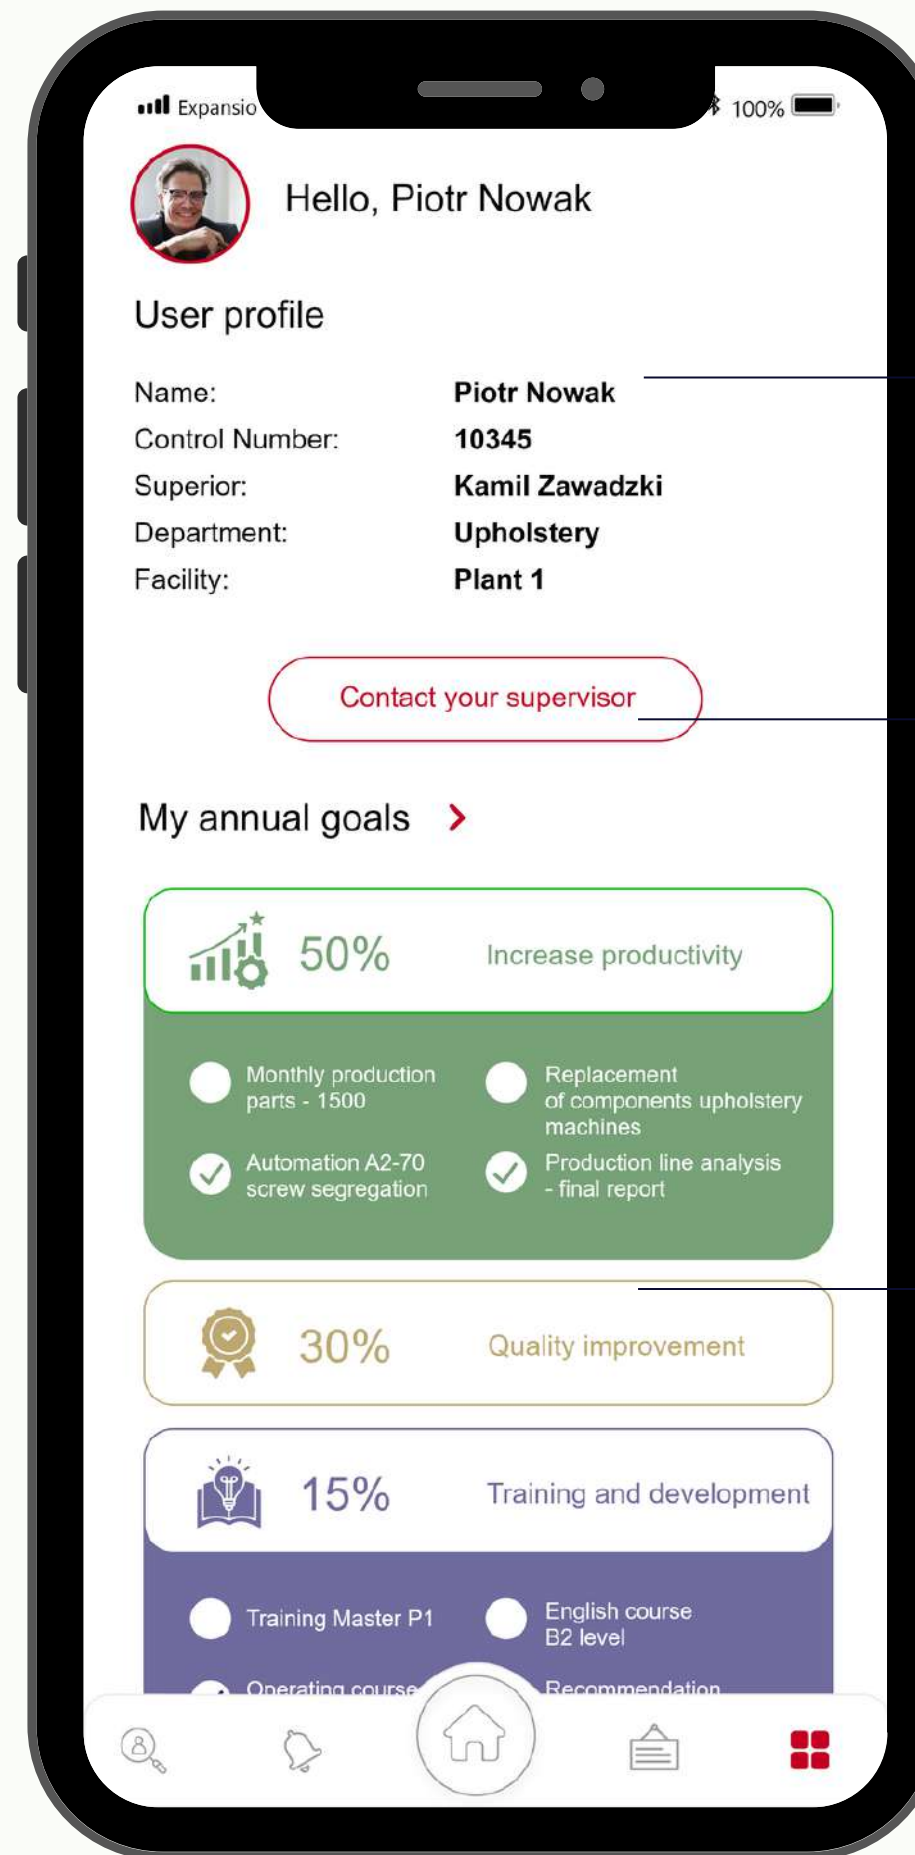 Expansio
100%
Hello, Piotr Nowak
User profile
Name: Piotr Nowak
Control Number: 10345
Superior: Kamil Zawadzki
Department: Upholstery
Facility: Plant 1
Contact your supervisor
My annual goals
50% Increase productivity
Monthly production
parts - 1500
Replacement
of components upholstery
machines
Automation A2-70
screw segregation
Production line analysis
- final report
30% Quality improvement
15% Training and development
Training Master P1
English course
B2 level
Operating course
Recommendation